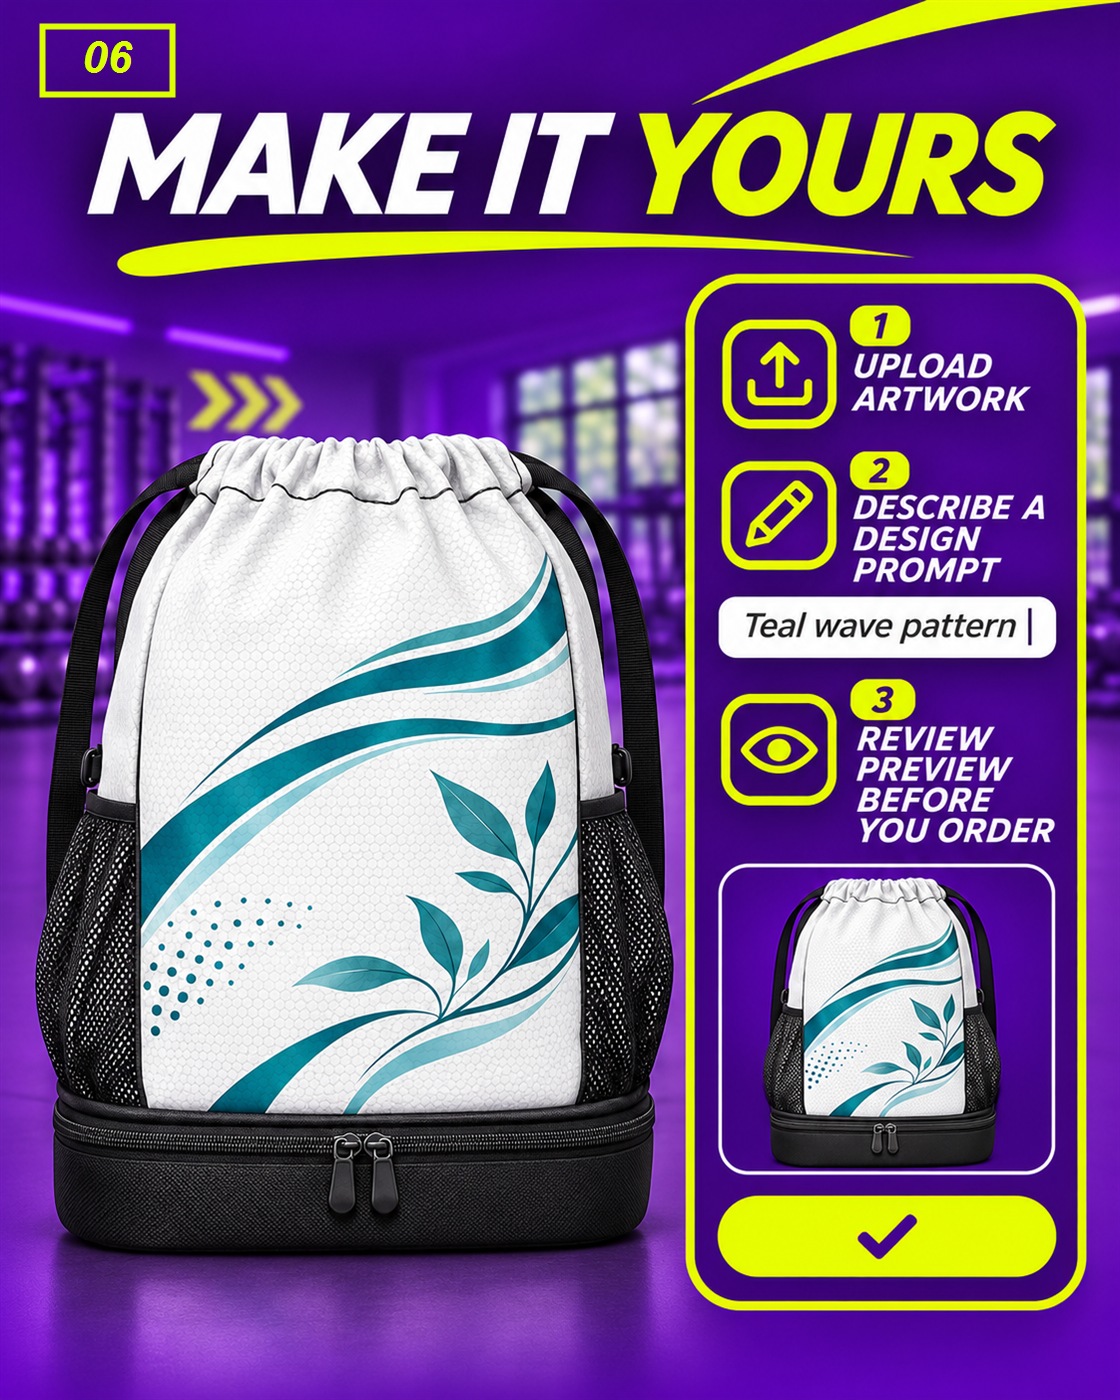 06
MAKE IT YOURS
1
UPLOAD
ARTWORK
2
DESCRIBE A
DESIGN
PROMPT
Teal wave pattern
3
REVIEW
PREVIEW
BEFORE
YOU ORDER